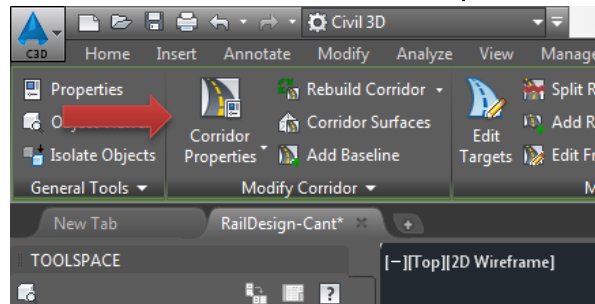 Civil 3D
C3D Home Insert Annotate Modify Analyze View Manage
Properties Rebuild Corridor Split R
Corridor Surfaces Add R
Corridor Properties Edit Targets
Isolate Objects Add Baseline Edit Fr
General Tools Modify Corridor M
New Tab RailDesign-Cant*
TOOLSPACE [−][Top][2D Wireframe]
?